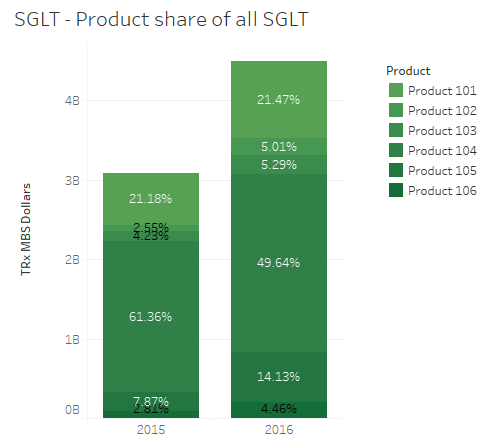 SGLT - Product share of all SGLT
TRx MBS Dollars
4B
3B
2B
1B
0B
21.18%
2.55%
4.23%
61.36%
7.87%
2.81%
21.47%
5.01%
5.29%
49.64%
14.13%
4.46%
2015
2016
Product
Product 101
Product 102
Product 103
Product 104
Product 105
Product 106